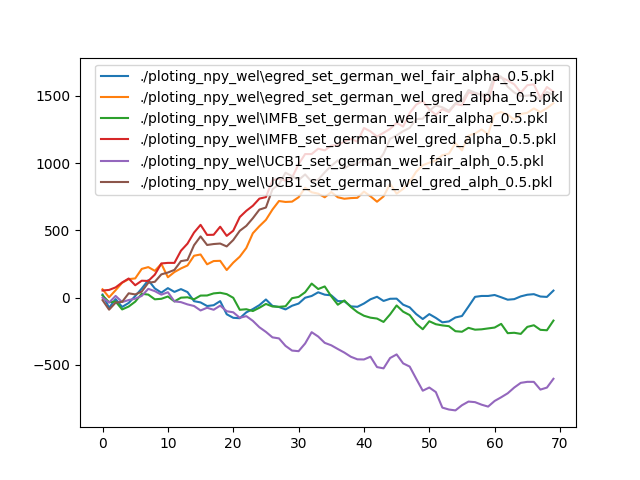 ./ploting_npy_wel\egred_set_german_wel_fair_alpha_0.5.pkl
./ploting_npy_wel\egred_set_german_wel_gred_alpha_0.5.pkl
./ploting_npy_wel\IMFB_set_german_wel_fair_alpha_0.5.pkl
./ploting_npy_wel\IMFB_set_german_wel_gred_alpha_0.5.pkl
./ploting_npy_wel\UCB1_set_german_wel_fair_alph_0.5.pkl
./ploting_npy_wel\UCB1_set_german_wel_gred_alph_0.5.pkl
1500
1000
500
0
−500
0 10 20 30 40 50 60 70